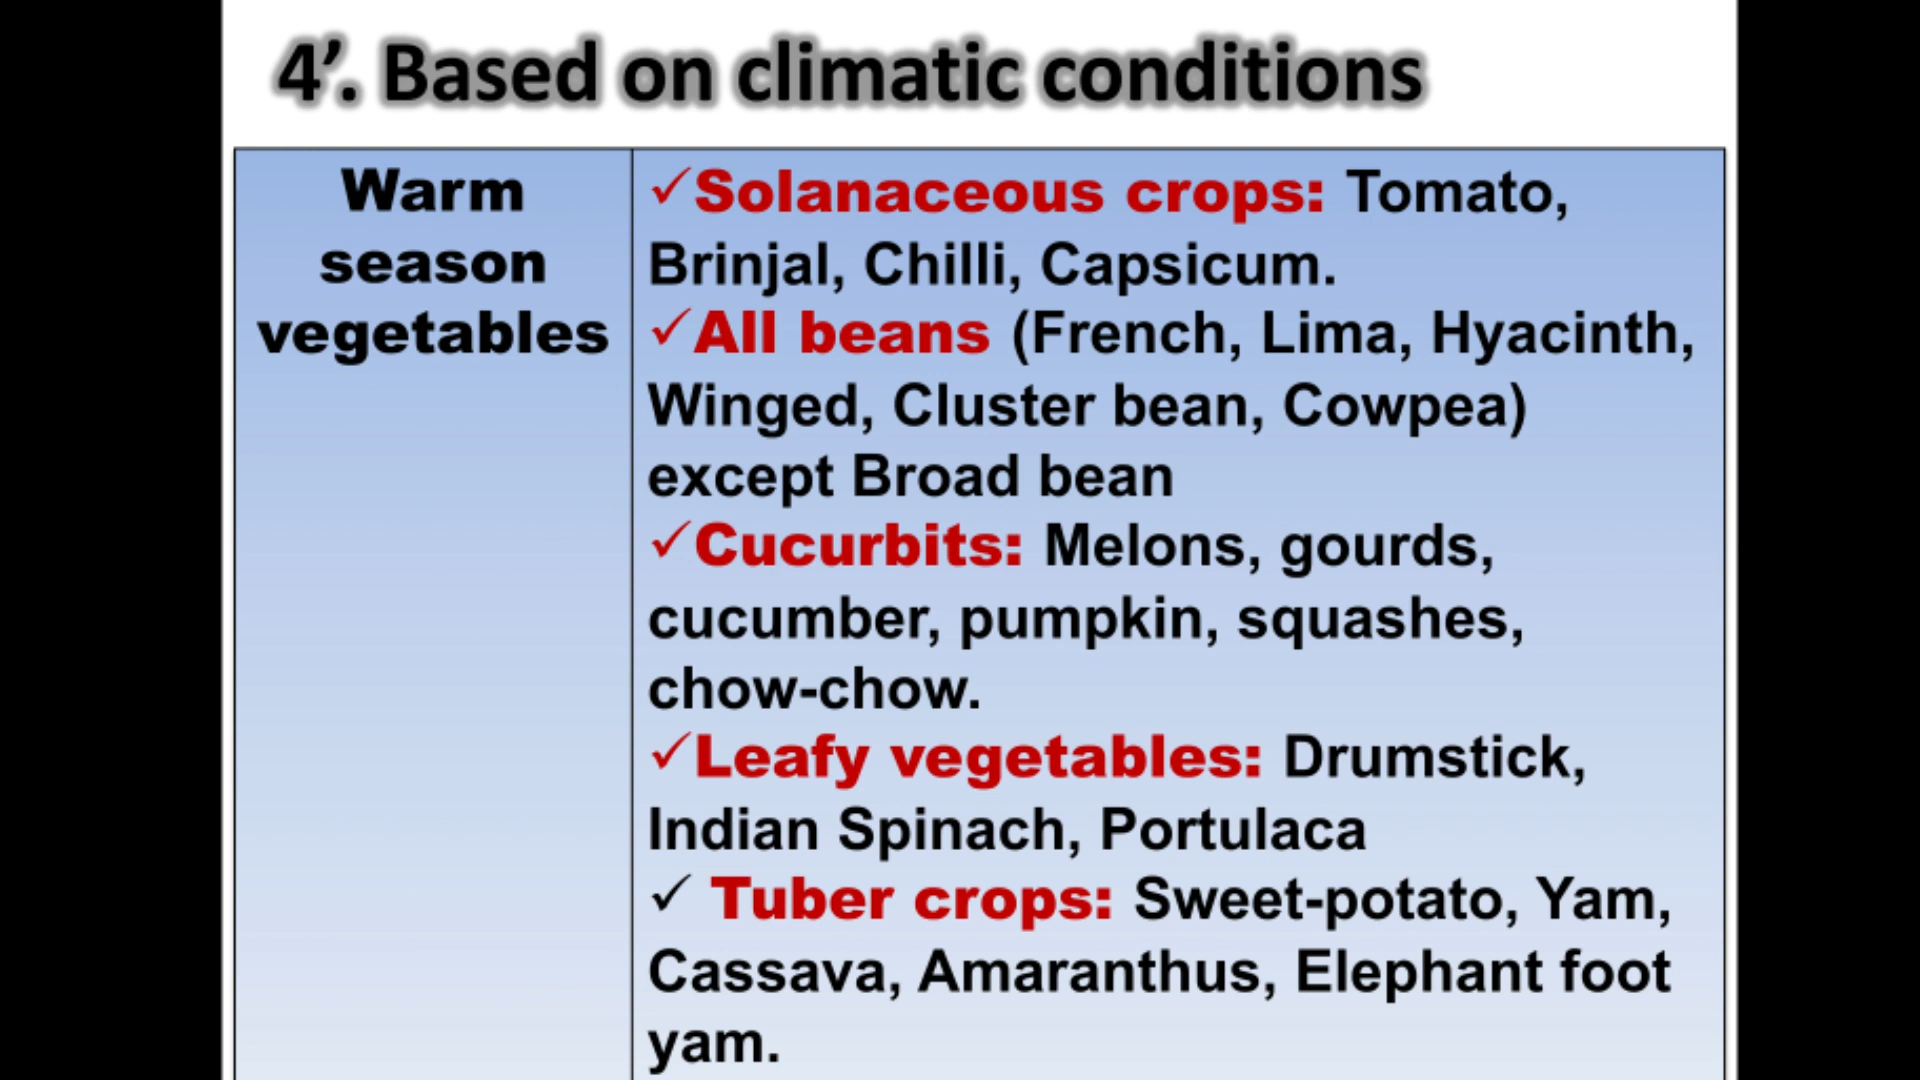 4’. Based on climatic conditions
Warm
season
vegetables
✓Solanaceous crops: Tomato,
Brinjal, Chilli, Capsicum.
✓All beans (French, Lima, Hyacinth,
Winged, Cluster bean, Cowpea)
except Broad bean
✓Cucurbits: Melons, gourds,
cucumber, pumpkin, squashes,
chow-chow.
✓Leafy vegetables: Drumstick,
Indian Spinach, Portulaca
✓ Tuber crops: Sweet-potato, Yam,
Cassava, Amaranthus, Elephant foot
yam.